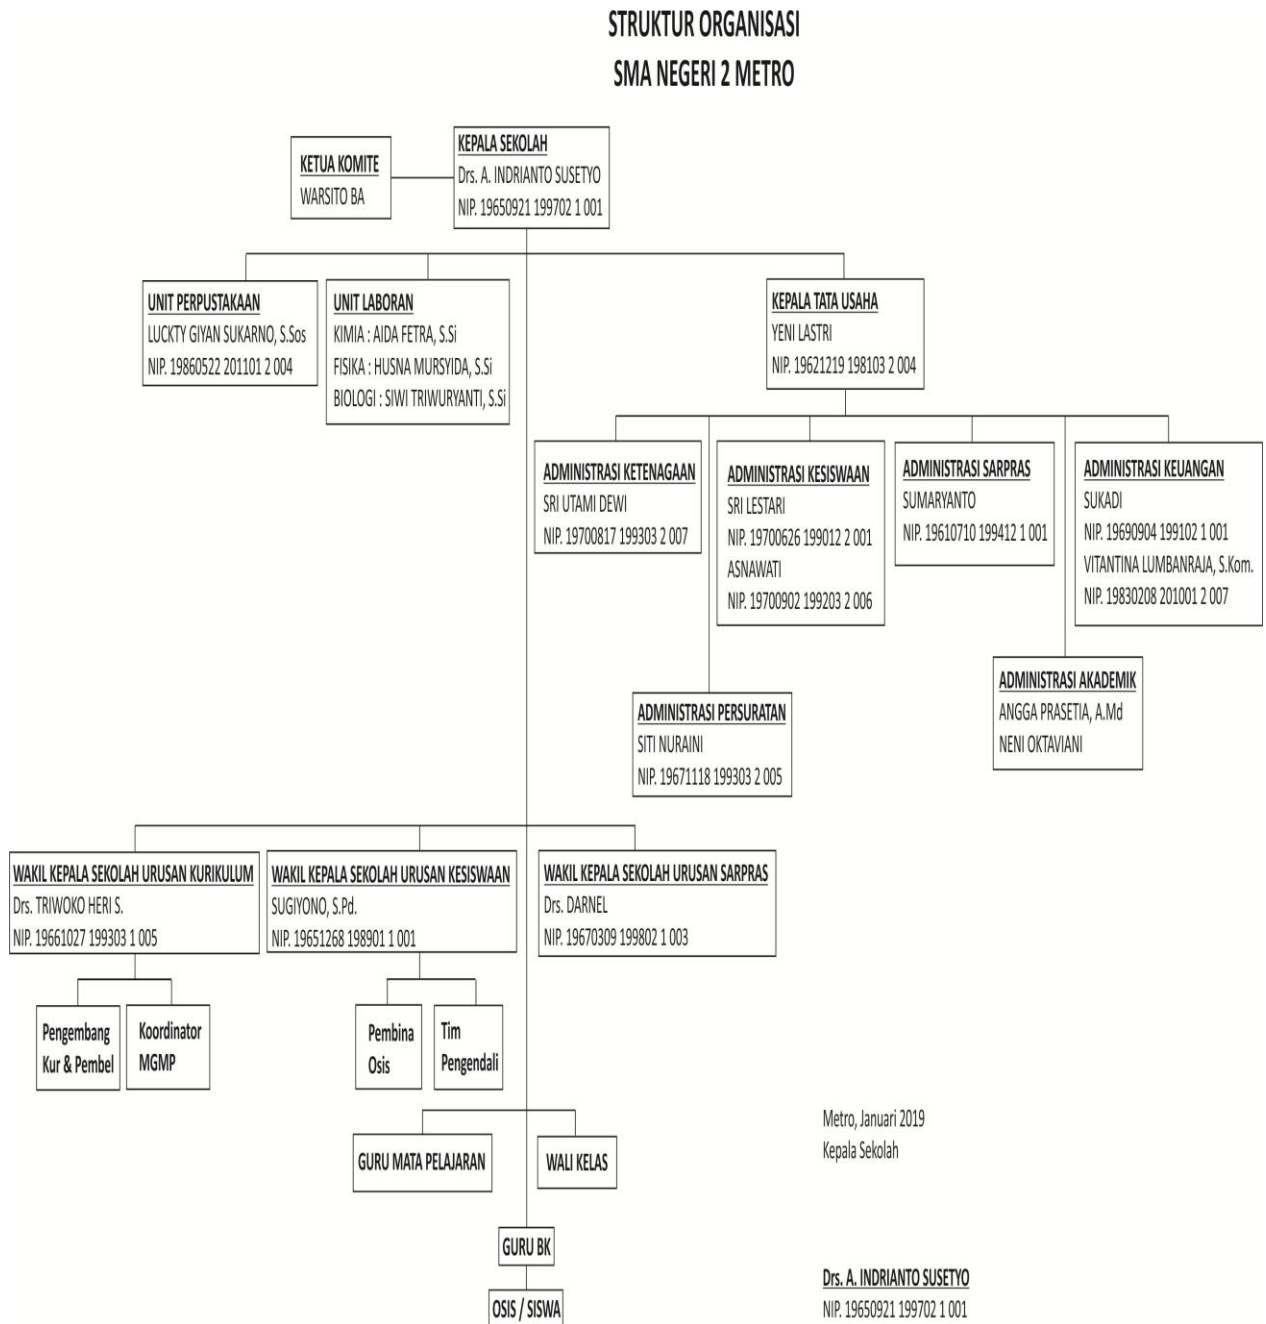 STRUKTUR ORGANISASI
SMA NEGERI 2 METRO
KETUA KOMITE
WARSITO BA
KEPALA SEKOLAH
Drs. A. INDRIANTO SUSETYO
NIP. 19650921 199702 1 001
UNIT PERPUSTAKAAN
LUCKTY GIYAN SUKARNO, S.Sos
NIP. 19860522 201101 2 004
UNIT LABORAN
KIMIA : AIDA FETRA, S.Si
FISIKA : HUSNA MURSYIDA, S.Si
BIOLOGI : SIWI TRIWURYANTI, S.Si
KEPALA TATA USAHA
YENI LASTRI
NIP. 19621219 198103 2 004
ADMINISTRASI KETENAGAAN
SRI UTAMI DEWI
NIP. 19700817 199303 2 007
ADMINISTRASI KESISWAAN
SRI LESTARI
NIP. 19700626 199012 2 001
ASNAWATI
NIP. 19700902 199203 2 006
ADMINISTRASI SARPRAS
SUMARYANTO
NIP. 19610710 199412 1 001
ADMINISTRASI KEUANGAN
SUKADI
NIP. 19690904 199102 1 001
VITANTINA LUMBANRAJA, S.Kom.
NIP. 19830208 201001 2 007
ADMINISTRASI PERSURATAN
SITI NURAINI
NIP. 19671118 199303 2 005
ADMINISTRASI AKADEMIK
ANGGA PRASETIA, A.Md
NENI OKTAVIANI
WAKIL KEPALA SEKOLAH URUSAN KURIKULUM
Drs. TRIWOKO HERI S.
NIP. 19661027 199303 1 005
WAKIL KEPALA SEKOLAH URUSAN KESISWAAN
SUGIYONO, S.Pd.
NIP. 19651268 198901 1 001
WAKIL KEPALA SEKOLAH URUSAN SARPRAS
Drs. DARNEL
NIP. 19670309 199802 1 003
Pengembang
Kur & Pembel
Koordinator
MGMP
Pembina
Osis
Tim
Pengendali
GURU MATA PELAJARAN
WALI KELAS
GURU BK
OSIS / SISWA
Metro, Januari 2019
Kepala Sekolah
Drs. A. INDRIANTO SUSETYO
NIP. 19650921 199702 1 001